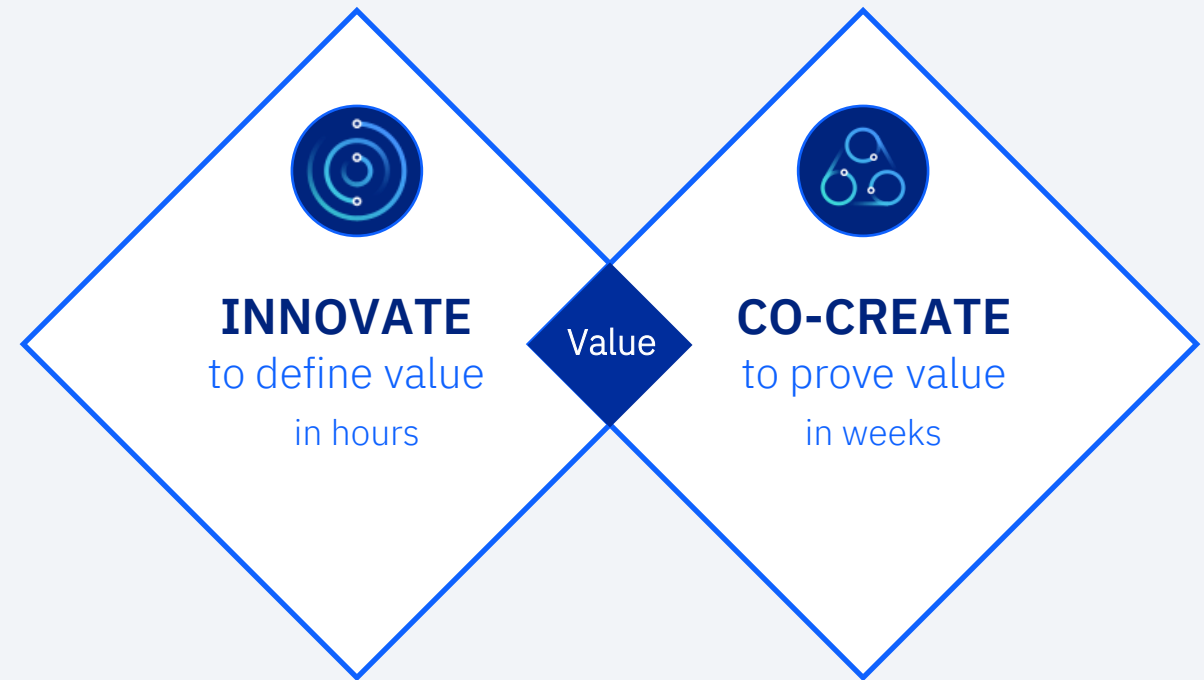 INNOVATE
to define value
in hours
Value
CO-CREATE
to prove value
in weeks